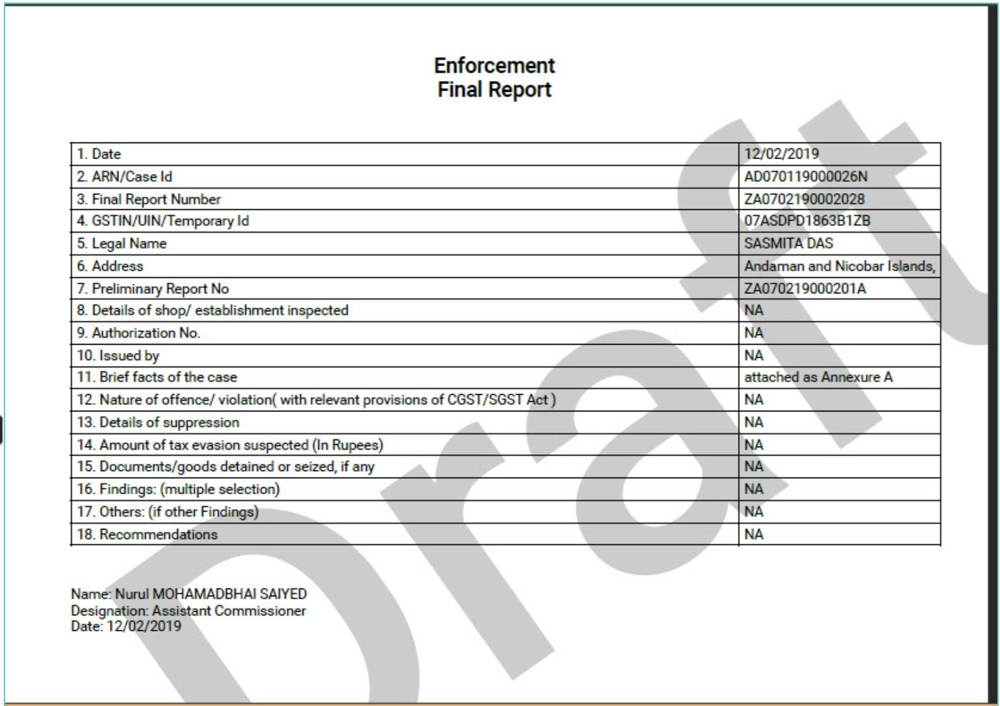 Enforcement
Final Report
1. Date 12/02/2019
2. ARN/Case Id AD070119000026N
3. Final Report Number ZA0702190002028
4. GSTIN/UIN/Temporary Id 07ASDPD1863B1ZB
5. Legal Name SASMITA DAS
6. Address Andaman and Nicobar Islands,
7. Preliminary Report No ZA070219000201A
8. Details of shop/ establishment inspected NA
9. Authorization No. NA
10. Issued by NA
11. Brief facts of the case attached as Annexure A
12. Nature of offence/ violation( with relevant provisions of CGST/SGST Act ) NA
13. Details of suppression NA
14. Amount of tax evasion suspected (In Rupees) NA
15. Documents/goods detained or seized, if any NA
16. Findings: (multiple selection) NA
17. Others: (if other Findings) NA
18. Recommendations NA
Name: Nurul MOHAMADBHAI SAIYED
Designation: Assistant Commissioner
Date: 12/02/2019
Draft